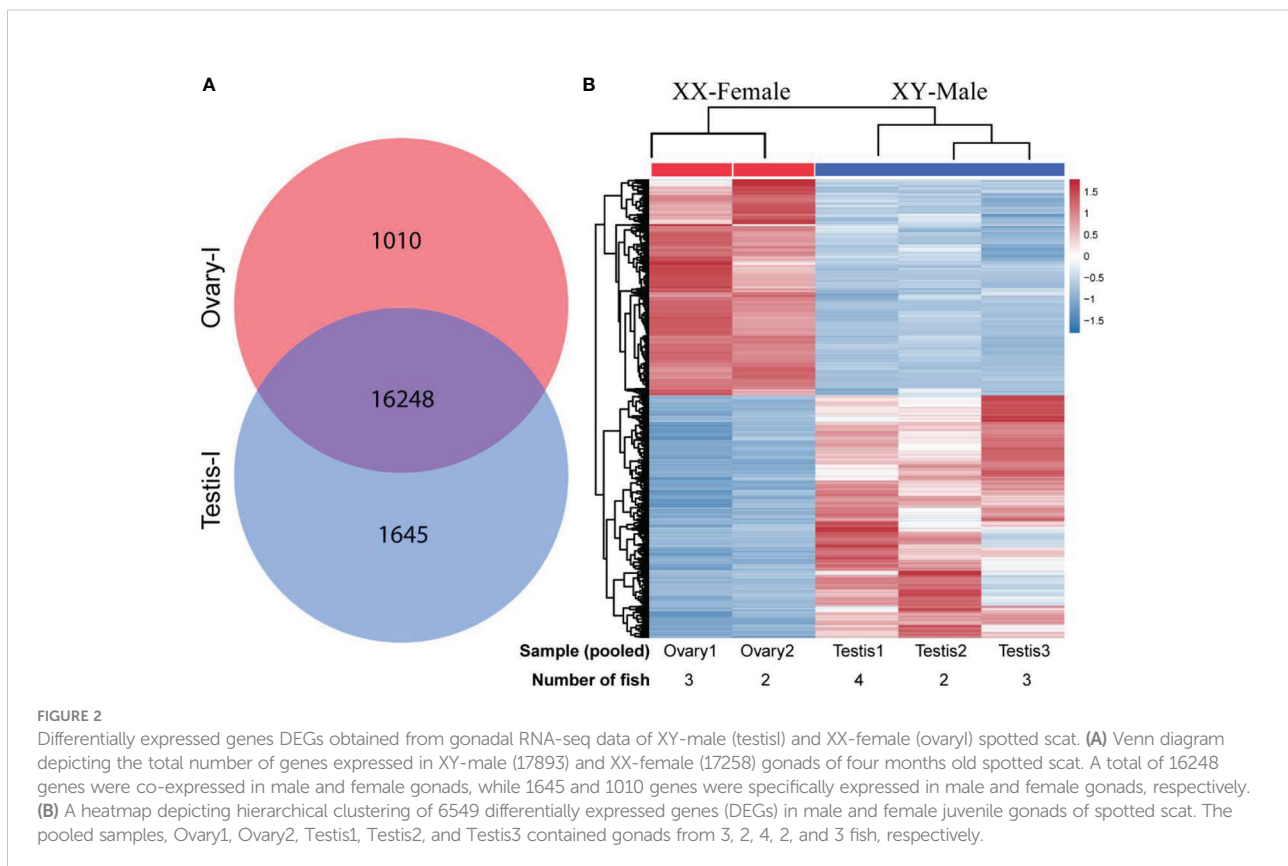 A
Ovary-I
1010
16248
Testis-I
1645
B
XX-Female XY-Male
1.5
1
0.5
0
−0.5
−1
−1.5
Sample (pooled) Ovary1 Ovary2 Testis1 Testis2 Testis3
Number of fish 3 2 4 2 3
FIGURE 2
Differentially expressed genes DEGs obtained from gonadal RNA-seq data of XY-male (testisI) and XX-female (ovaryI) spotted scat. (A) Venn diagram
depicting the total number of genes expressed in XY-male (17893) and XX-female (17258) gonads of four months old spotted scat. A total of 16248
genes were co-expressed in male and female gonads, while 1645 and 1010 genes were specifically expressed in male and female gonads, respectively.
(B) A heatmap depicting hierarchical clustering of 6549 differentially expressed genes (DEGs) in male and female juvenile gonads of spotted scat. The
pooled samples, Ovary1, Ovary2, Testis1, Testis2, and Testis3 contained gonads from 3, 2, 4, 2, and 3 fish, respectively.